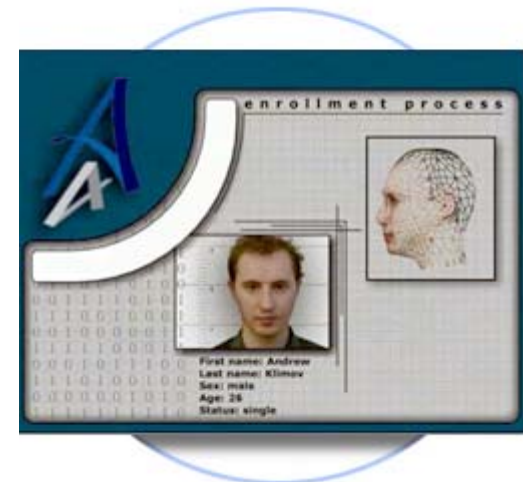 enrollment process
First name: Andrew
Last name: Klimov
Sex: male
Age: 26
Status: single